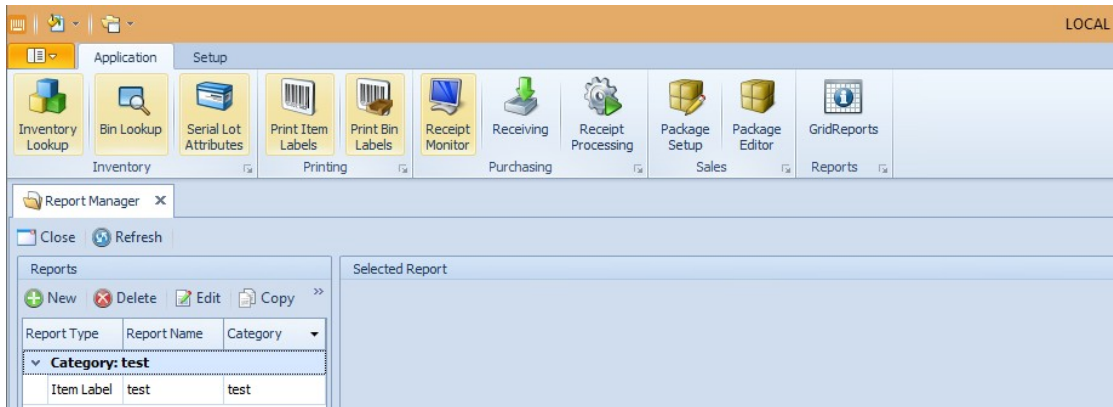 LOCAL
Application Setup
Inventory Lookup Bin Lookup Serial Lot Attributes Print Item Labels Print Bin Labels Receipt Monitor Receiving Receipt Processing Package Setup Package Editor GridReports
Inventory Printing Purchasing Sales Reports
Report Manager
Close Refresh
Reports Selected Report
New Delete Edit Copy
Report Type Report Name Category
Category: test
Item Label test test